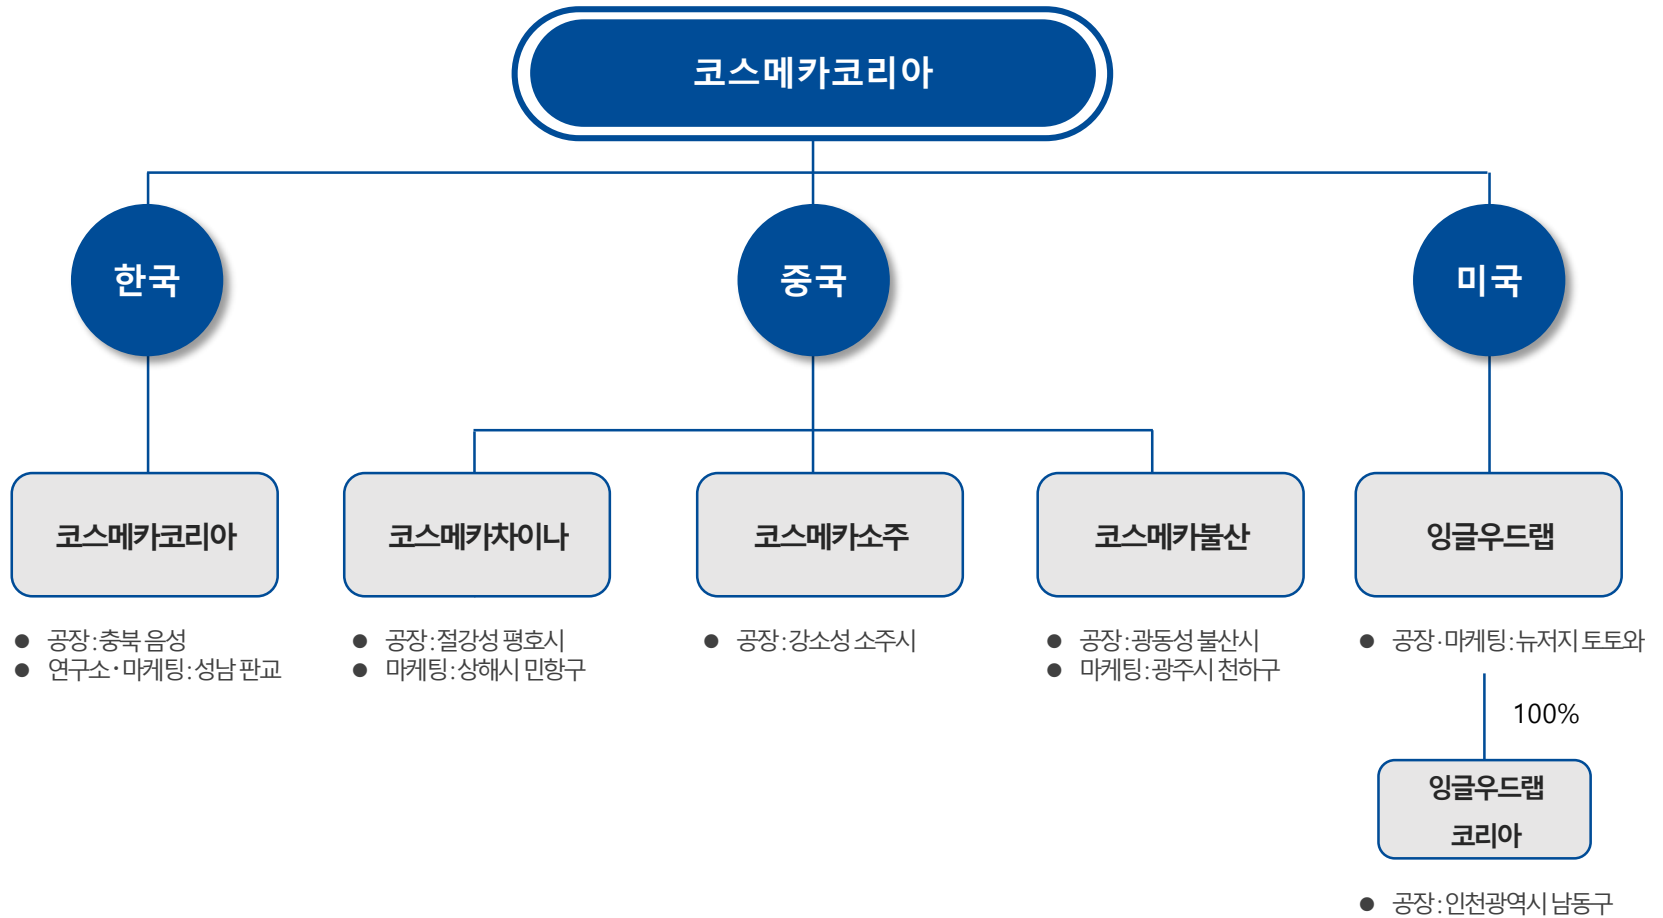 코스메카코리아
한국
중국
미국
코스메카코리아
코스메카차이나
코스메카소주
코스메카불산
잉글우드랩
● 공장:충북 음성
● 연구소·마케팅:성남 판교
● 공장:절강성 평호시
● 마케팅:상해시 민항구
● 공장:강소성 소주시
● 공장:광동성 불산시
● 마케팅:광주시 천하구
● 공장·마케팅:뉴저지 토토와
100%
잉글우드랩
코리아
● 공장:인천광역시 남동구